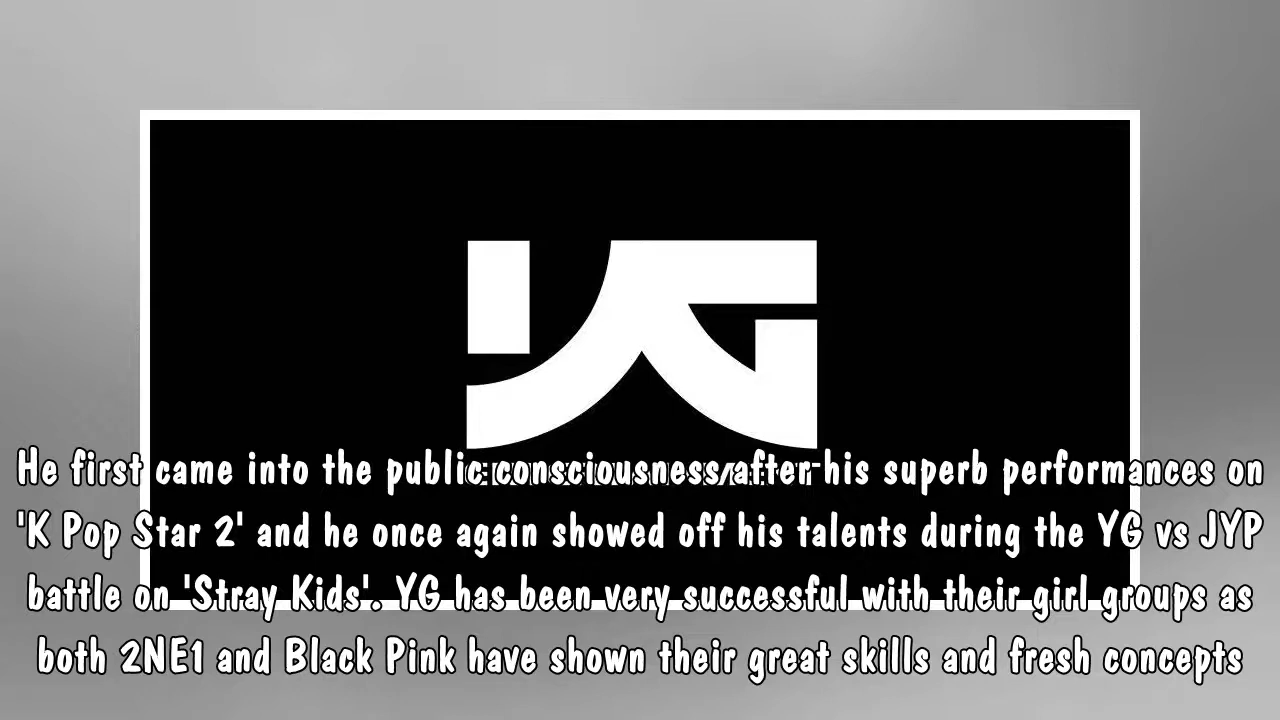 YG
He first came into the public consciousness after his superb performances on
'K Pop Star 2' and he once again showed off his talents during the YG vs JYP
battle on 'Stray Kids'. YG has been very successful with their girl groups as
both 2NE1 and Black Pink have shown their great skills and fresh concepts